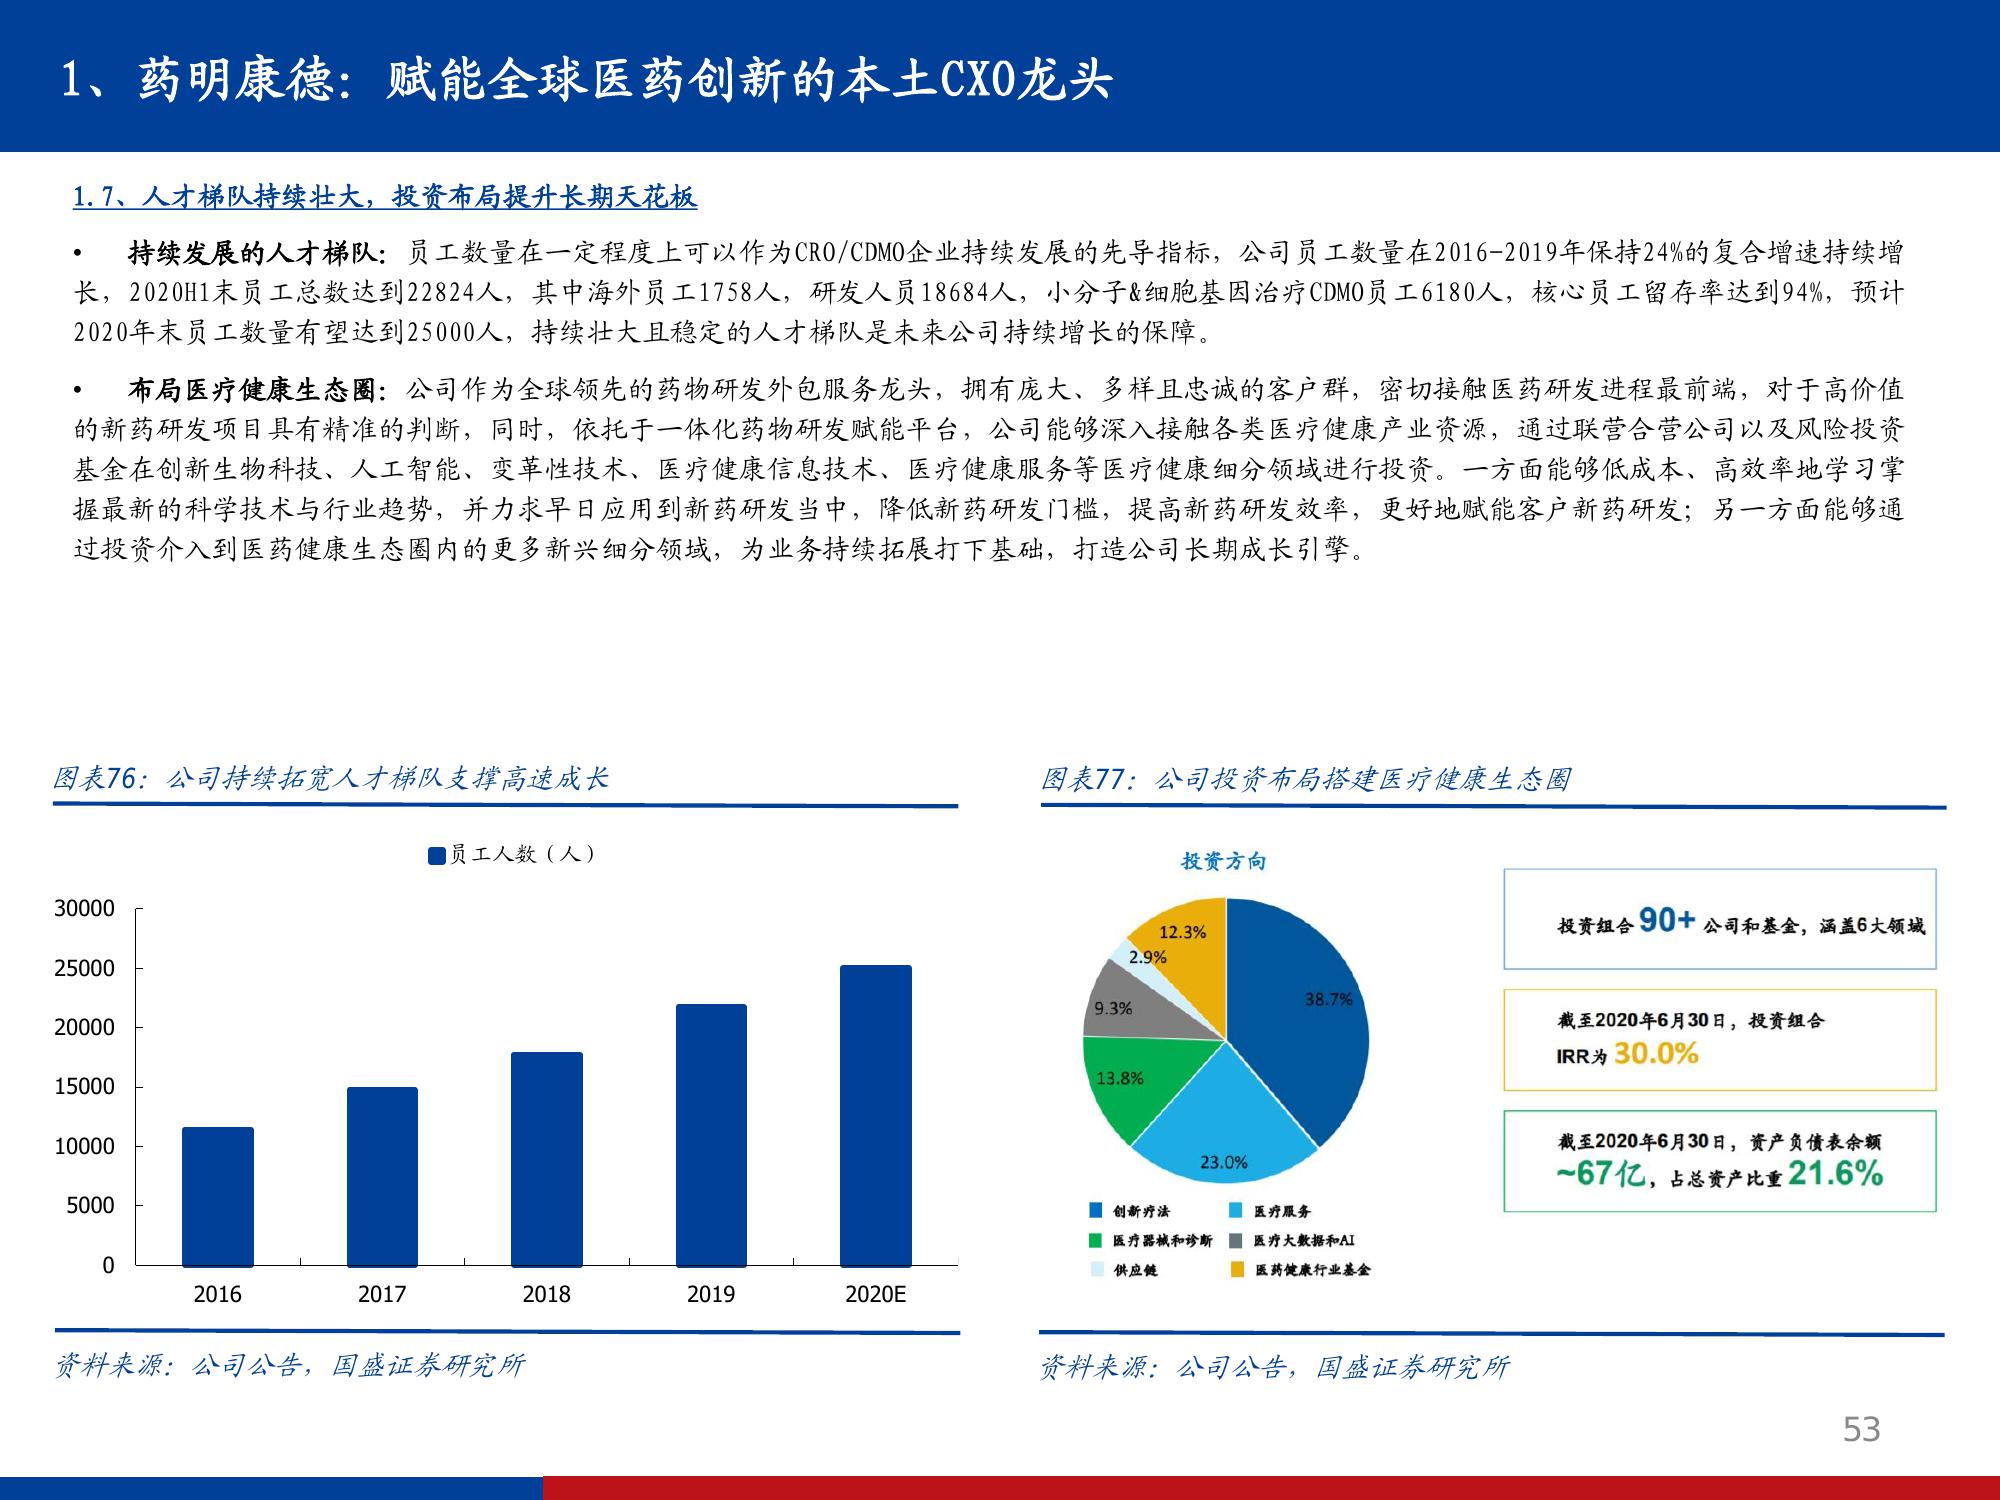 1、药明康德：赋能全球医药创新的本土CXO龙头
1.7、人才梯队持续壮大，投资布局提升长期天花板
• 持续发展的人才梯队：员工数量在一定程度上可以作为CRO/CDMO企业持续发展的先导指标，公司员工数量在2016-2019年保持24%的复合增速持续增
长，2020H1末员工总数达到22824人，其中海外员工1758人，研发人员18684人，小分子&细胞基因治疗CDMO员工6180人，核心员工留存率达到94%，预计
2020年末员工数量有望达到25000人，持续壮大且稳定的人才梯队是未来公司持续增长的保障。
• 布局医疗健康生态圈：公司作为全球领先的药物研发外包服务龙头，拥有庞大、多样且忠诚的客户群，密切接触医药研发进程最前端，对于高价值
的新药研发项目具有精准的判断，同时，依托于一体化药物研发赋能平台，公司能够深入接触各类医疗健康产业资源，通过联营合营公司以及风险投资
基金在创新生物科技、人工智能、变革性技术、医疗健康信息技术、医疗健康服务等医疗健康细分领域进行投资。一方面能够低成本、高效率地学习掌
握最新的科学技术与行业趋势，并力求早日应用到新药研发当中，降低新药研发门槛，提高新药研发效率，更好地赋能客户新药研发；另一方面能够通
过投资介入到医药健康生态圈内的更多新兴细分领域，为业务持续拓展打下基础，打造公司长期成长引擎。
图表76：公司持续拓宽人才梯队支撑高速成长
员工人数（人）
30000
25000
20000
15000
10000
5000
0
2016 2017 2018 2019 2020E
资料来源：公司公告，国盛证券研究所
图表77：公司投资布局搭建医疗健康生态圈
投资方向
12.3%
2.9%
38.7%
9.3%
13.8%
23.0%
创新疗法 医疗服务
医疗器械和诊断 医疗大数据和AI
供应链 医药健康行业基金
投资组合90+公司和基金，涵盖6大领域
截至2020年6月30日，投资组合
IRR为30.0%
截至2020年6月30日，资产负债表余额
~67亿，占总资产比重21.6%
资料来源：公司公告，国盛证券研究所
53